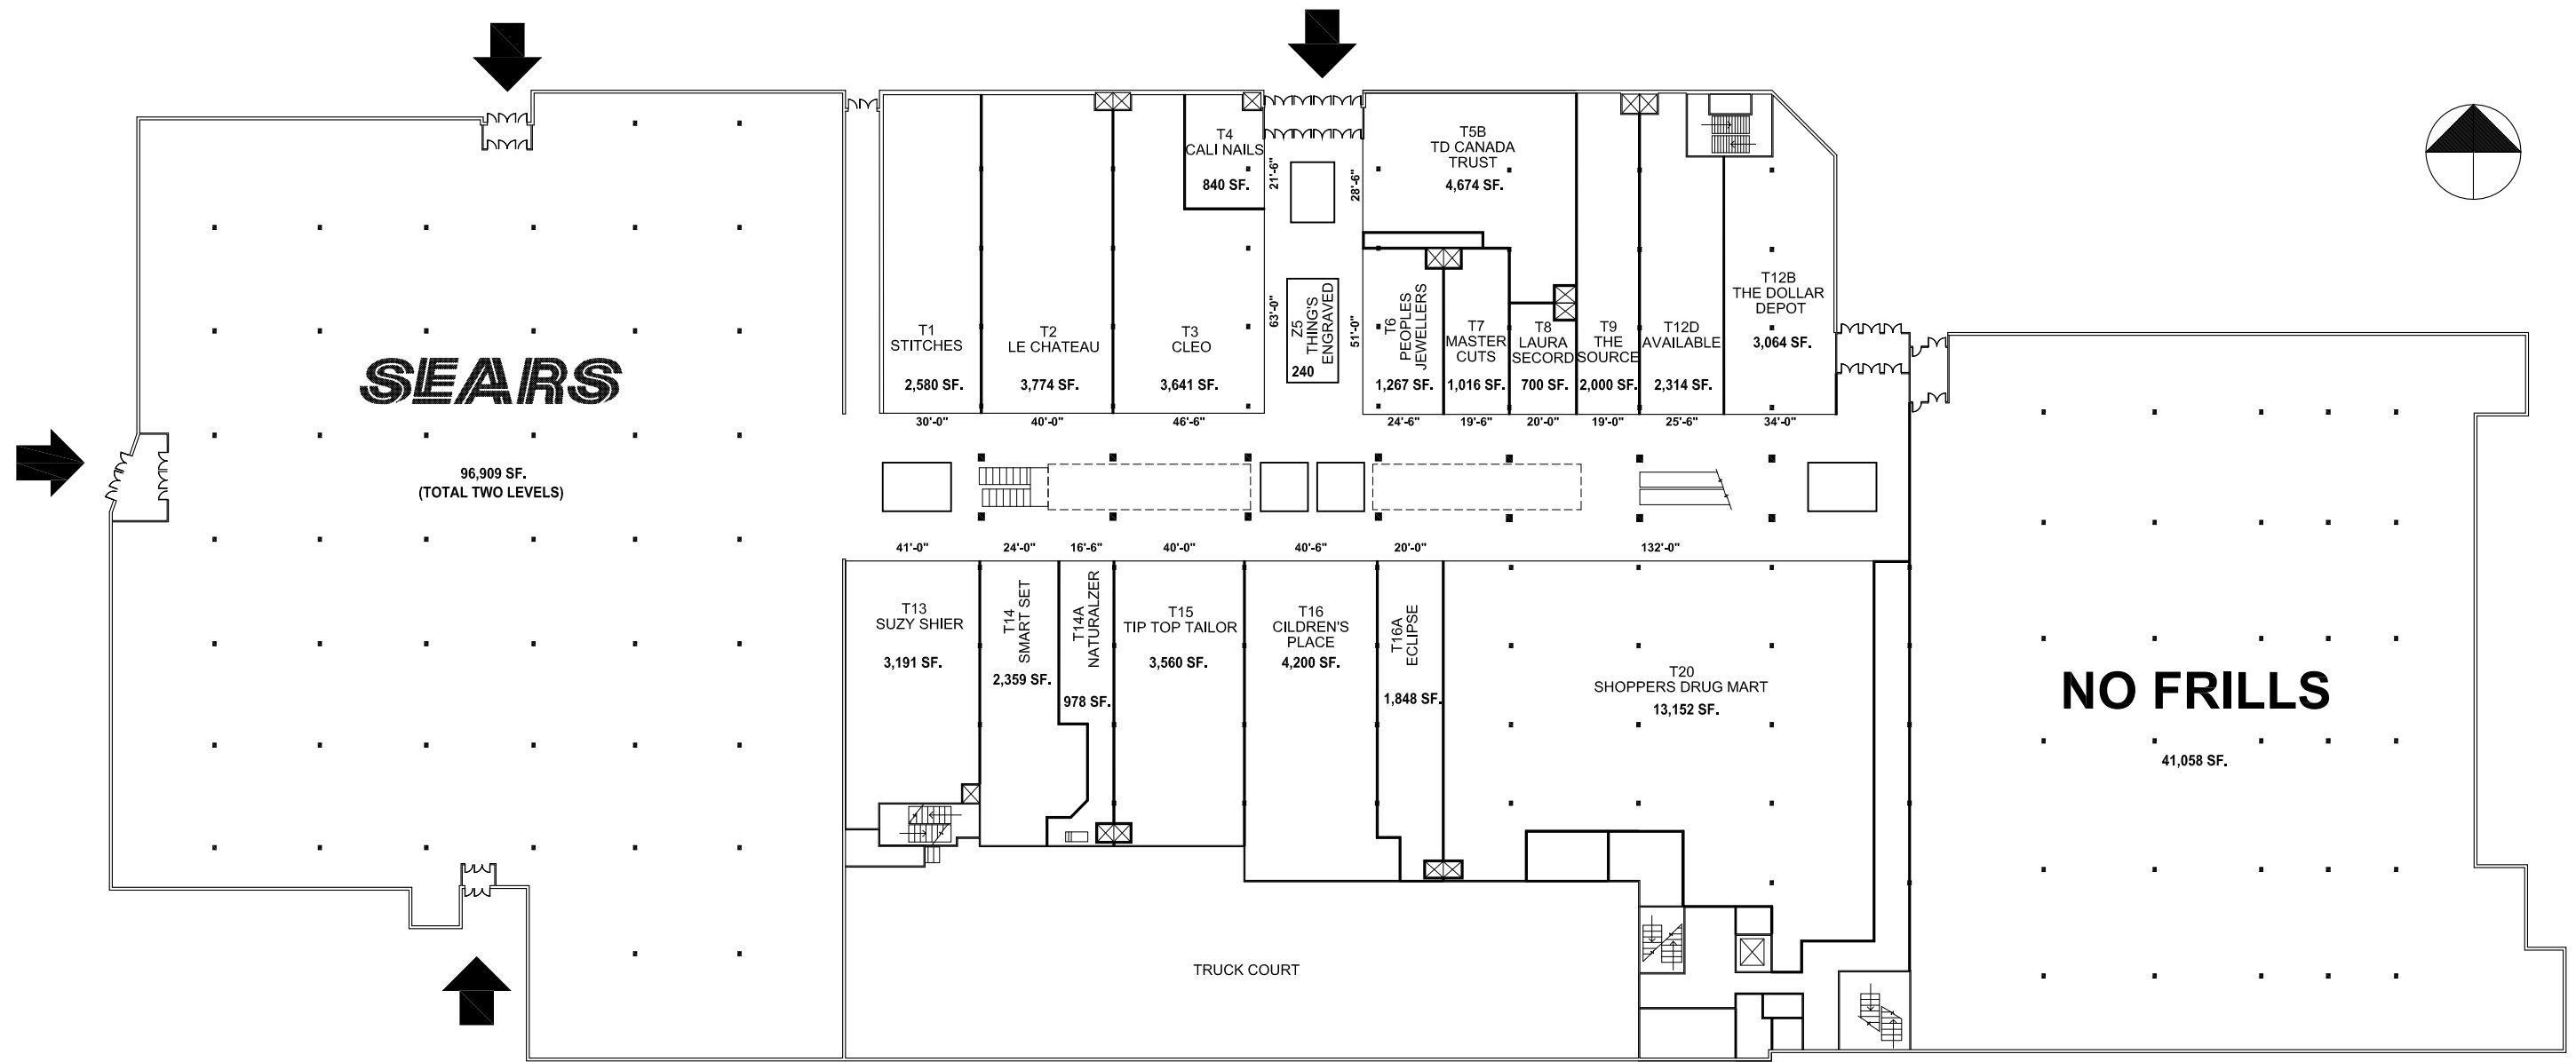 SEARS
96,909 SF.
(TOTAL TWO LEVELS)
T1
STITCHES
2,580 SF.
30'-0"
T2
LE CHATEAU
3,774 SF.
40'-0"
T3
CLEO
3,641 SF.
46'-6"
T4
CALI NAILS
840 SF.
21'-6"
63'-0"
Z5
THING'S
ENGRAVED
240
28'-6"
51'-0"
T5B
TD CANADA
TRUST
4,674 SF.
T6
PEOPLES
JEWELLERS
1,267 SF.
24'-6"
T7
MASTER
CUTS
1,016 SF.
19'-6"
T8
LAURA
SECORD
700 SF.
20'-0"
T9
THE
SOURCE
2,000 SF.
19'-0"
T12D
AVAILABLE
2,314 SF.
25'-6"
T12B
THE DOLLAR
DEPOT
3,064 SF.
34'-0"
41'-0"
T13
SUZY SHIER
3,191 SF.
24'-0"
T14
SMART SET
2,359 SF.
16'-6"
T14A
NATURALZER
978 SF.
40'-0"
T15
TIP TOP TAILOR
3,560 SF.
40'-6"
T16
CILDREN'S
PLACE
4,200 SF.
20'-0"
T16A
ECLIPSE
1,848 SF.
132'-0"
T20
SHOPPERS DRUG MART
13,152 SF.
NO FRILLS
41,058 SF.
TRUCK COURT